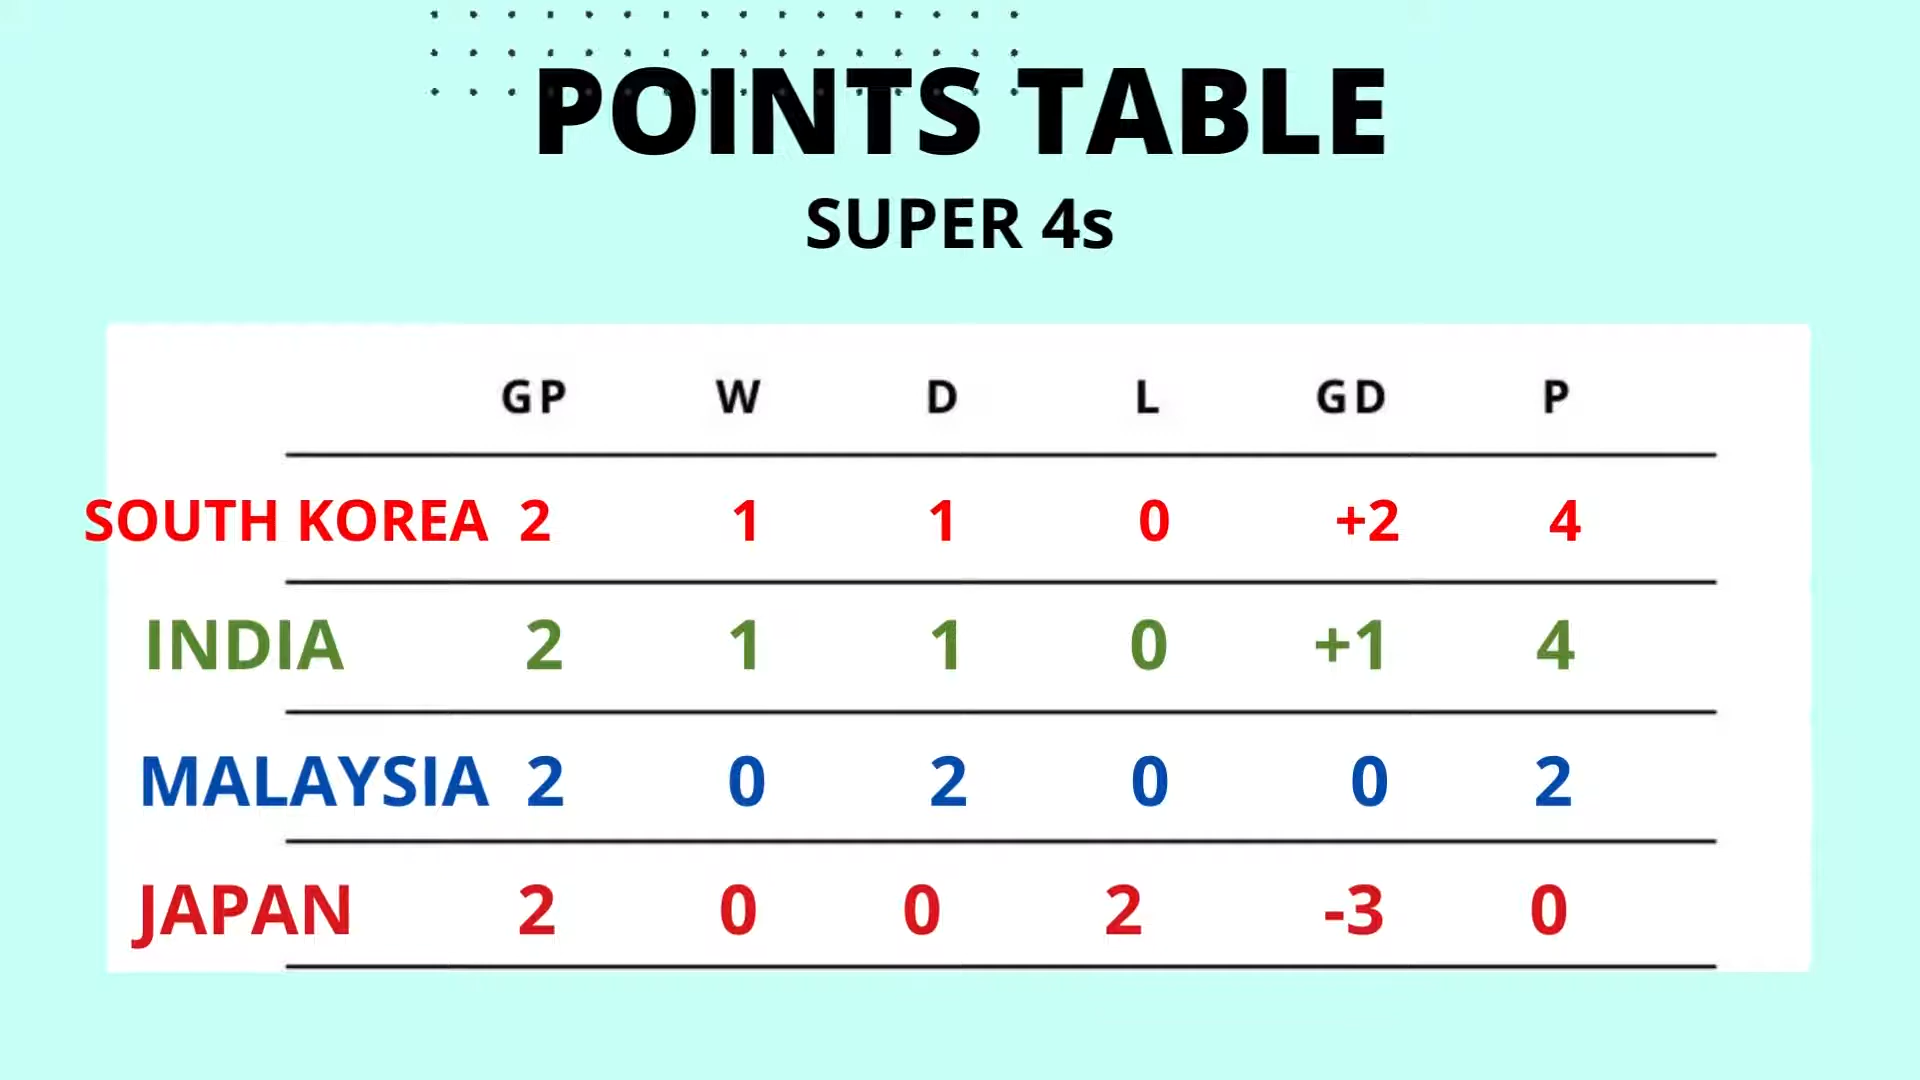 POINTS TABLE
SUPER 4s
GP W D L GD P
SOUTH KOREA 2 1 1 0 +2 4
INDIA 2 1 1 0 +1 4
MALAYSIA 2 0 2 0 0 2
JAPAN 2 0 0 2 -3 0